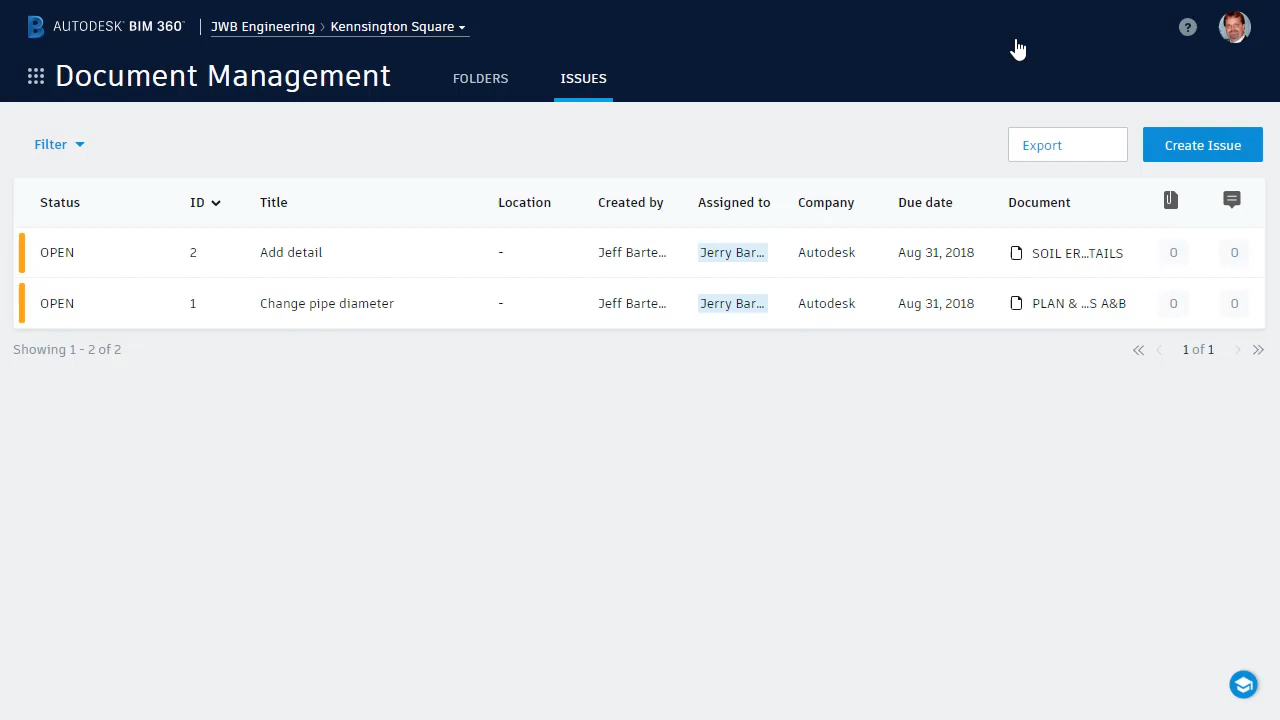 AUTODESK® BIM 360™ JWB Engineering > Kennsington Square
?
Document Management FOLDERS ISSUES
Filter Export Create Issue
Status ID Title Location Created by Assigned to Company Due date Document
OPEN 2 Add detail - Jeff Barte... Jerry Bar... Autodesk Aug 31, 2018 SOIL ER...TAILS 0 0
OPEN 1 Change pipe diameter - Jeff Barte... Jerry Bar... Autodesk Aug 31, 2018 PLAN & ...S A&B 0 0
Showing 1 - 2 of 2 1 of 1